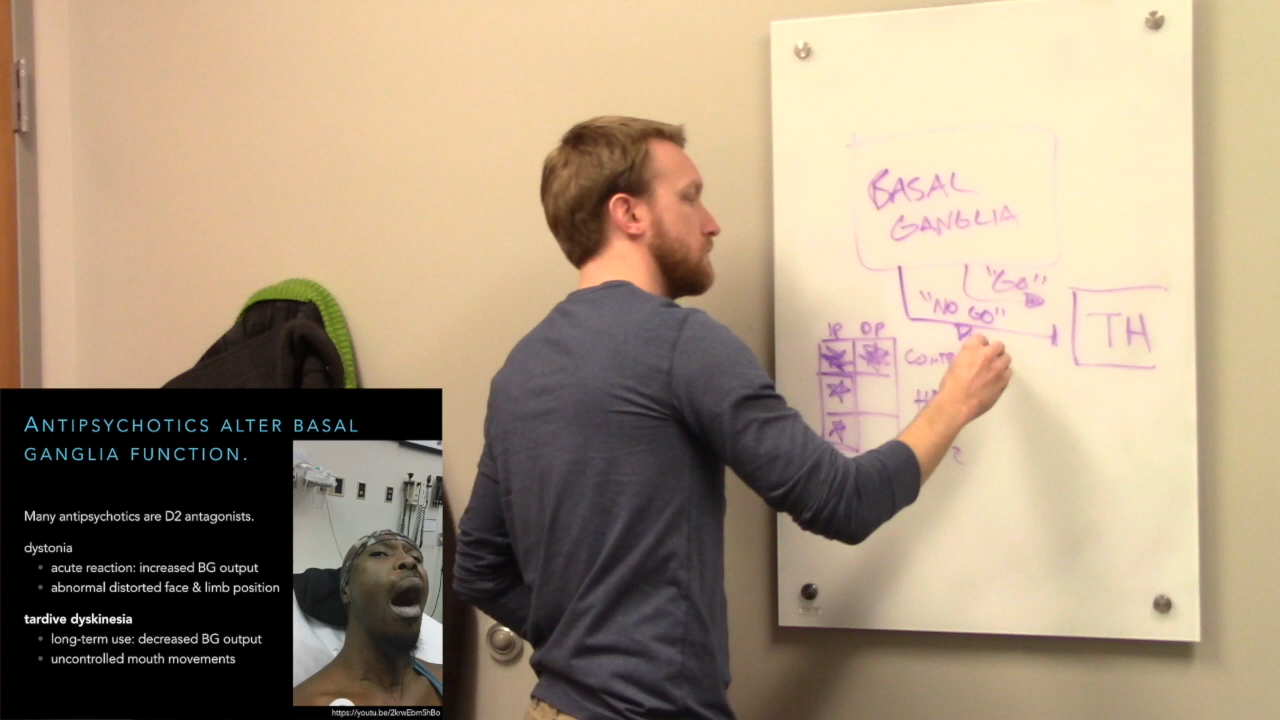 BASAL
GANGLIA
"GO"
"NO GO"
TH
IP DP
ANTIPSYCHOTICS ALTER BASAL
GANGLIA FUNCTION.
Many antipsychotics are D2 antagonists.
dystonia
• acute reaction: increased BG output
• abnormal distorted face & limb position
tardive dyskinesia
• long-term use: decreased BG output
• uncontrolled mouth movements
https://youtu.be/2krwEbm5hBo